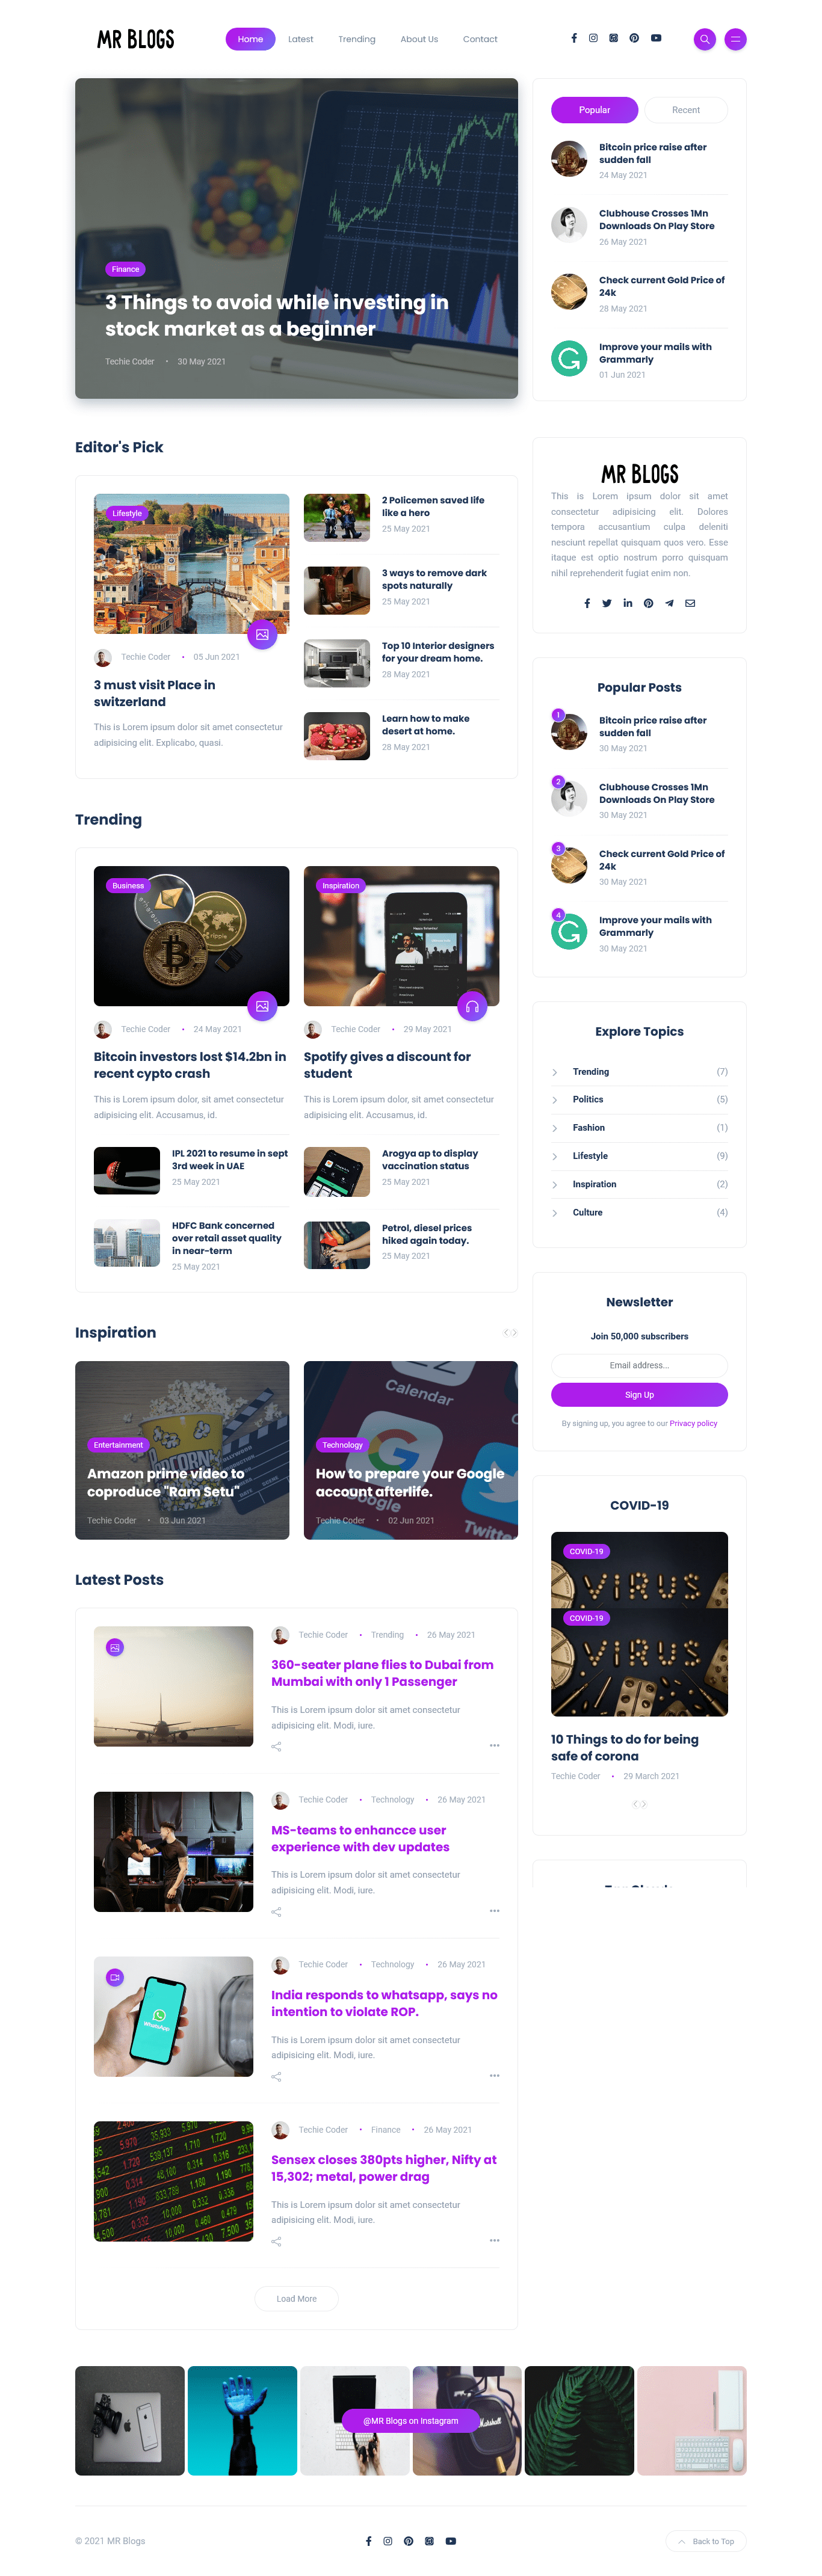 MR BLOGS
Home
Latest
Trending
About Us
Contact
Finance
3 Things to avoid while investing in
stock market as a beginner
Techie Coder • 30 May 2021
Popular
Recent
Bitcoin price raise after
sudden fall
24 May 2021
Clubhouse Crosses 1Mn
Downloads On Play Store
26 May 2021
Check current Gold Price of
24k
28 May 2021
Improve your mails with
Grammarly
01 Jun 2021
Editor's Pick
Lifestyle
Techie Coder • 05 Jun 2021
3 must visit Place in
switzerland
This is Lorem ipsum dolor sit amet consectetur
adipisicing elit. Explicabo, quasi.
2 Policemen saved life
like a hero
25 May 2021
3 ways to remove dark
spots naturally
25 May 2021
Top 10 Interior designers
for your dream home.
28 May 2021
Learn how to make
desert at home.
28 May 2021
MR BLOGS
This is Lorem ipsum dolor sit amet
consectetur adipisicing elit. Dolores
tempora accusantium culpa deleniti
nesciunt repellat quisquam quos vero. Esse
itaque est optio nostrum porro quisquam
nihil reprehenderit fugiat enim non.
Popular Posts
1
Bitcoin price raise after
sudden fall
30 May 2021
2
Clubhouse Crosses 1Mn
Downloads On Play Store
30 May 2021
3
Check current Gold Price of
24k
30 May 2021
4
Improve your mails with
Grammarly
30 May 2021
Trending
Business
Techie Coder • 24 May 2021
Bitcoin investors lost $14.2bn in
recent cypto crash
This is Lorem ipsum dolor, sit amet consectetur
adipisicing elit. Accusamus, id.
IPL 2021 to resume in sept
3rd week in UAE
25 May 2021
HDFC Bank concerned
over retail asset quality
in near-term
25 May 2021
Inspiration
Techie Coder • 29 May 2021
Spotify gives a discount for
student
This is Lorem ipsum dolor, sit amet consectetur
adipisicing elit. Accusamus, id.
Arogya ap to display
vaccination status
25 May 2021
Petrol, diesel prices
hiked again today.
25 May 2021
Explore Topics
Trending (7)
Politics (5)
Fashion (1)
Lifestyle (9)
Inspiration (2)
Culture (4)
Newsletter
Join 50,000 subscribers
Email address...
Sign Up
By signing up, you agree to our Privacy policy
Inspiration
Entertainment
Amazon prime video to
coproduce "Ram Setu"
Techie Coder • 03 Jun 2021
Calendar
Google
Twitter
Technology
How to prepare your Google
account afterlife.
Techie Coder • 02 Jun 2021
COVID-19
COVID-19
VIRUS
COVID-19
VIRUS
10 Things to do for being
safe of corona
Techie Coder • 29 March 2021
Latest Posts
Techie Coder • Trending • 26 May 2021
360-seater plane flies to Dubai from
Mumbai with only 1 Passenger
This is Lorem ipsum dolor sit amet consectetur
adipisicing elit. Modi, iure.
Techie Coder • Technology • 26 May 2021
MS-teams to enhancce user
experience with dev updates
This is Lorem ipsum dolor sit amet consectetur
adipisicing elit. Modi, iure.
WhatsApp
Techie Coder • Technology • 26 May 2021
India responds to whatsapp, says no
intention to violate ROP.
This is Lorem ipsum dolor sit amet consectetur
adipisicing elit. Modi, iure.
Techie Coder • Finance • 26 May 2021
Sensex closes 380pts higher, Nifty at
15,302; metal, power drag
This is Lorem ipsum dolor sit amet consectetur
adipisicing elit. Modi, iure.
Load More
@MR Blogs on Instagram
© 2021 MR Blogs
Back to Top